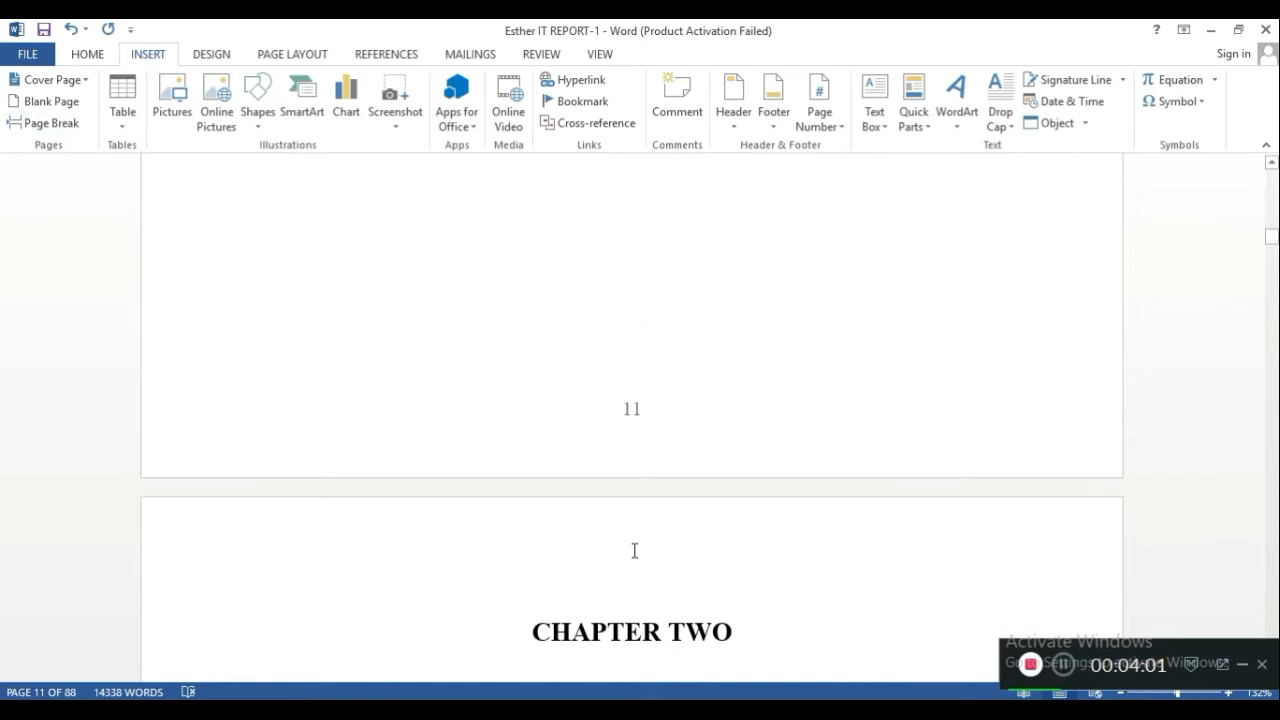 Esther IT REPORT-1 - Word (Product Activation Failed)
FILE HOME INSERT DESIGN PAGE LAYOUT REFERENCES MAILINGS REVIEW VIEW Sign in
Cover Page
Blank Page
Page Break
Pages
Table
Tables
Pictures
Online Pictures
Shapes
SmartArt
Chart
Screenshot
Illustrations
Apps for Office
Apps
Online Video
Media
Hyperlink
Bookmark
Cross-reference
Links
Comment
Comments
Header
Footer
Page Number
Header & Footer
Text Box
Quick Parts
WordArt
Drop Cap
Signature Line
Date & Time
Object
Text
Equation
Symbol
Symbols
11
CHAPTER TWO
Activate Windows
00:04:01
PAGE 11 OF 88 14338 WORDS 132%